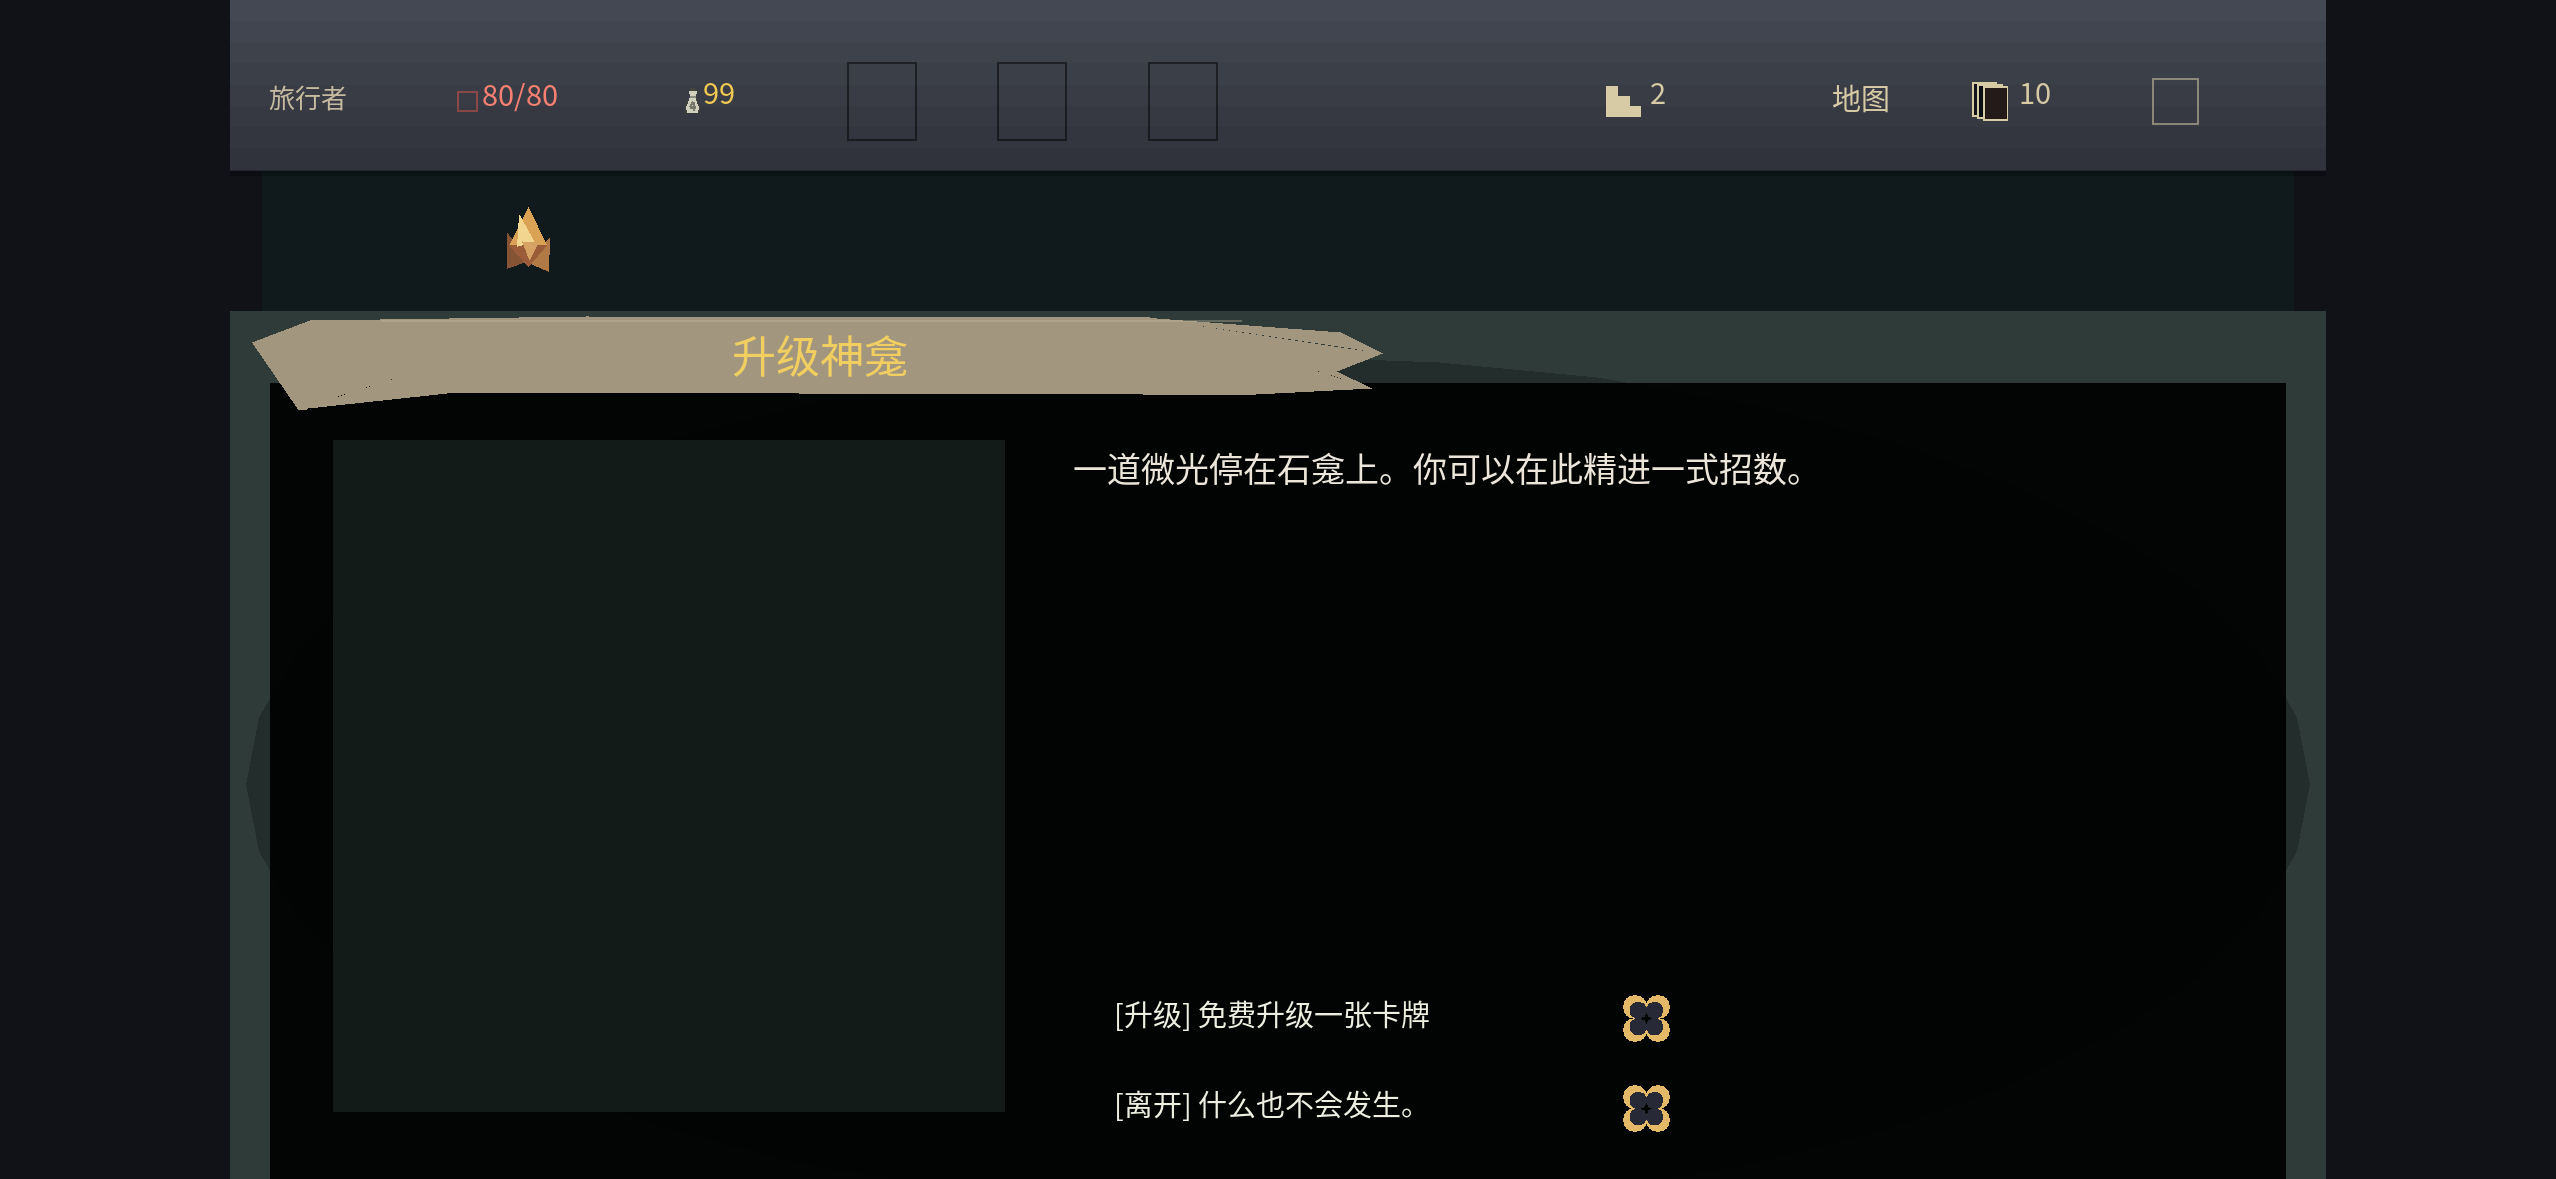 旅行者 80/80 99 2 地图 10
升级神龛
一道微光停在石龛上。你可以在此精进一式招数。
[升级] 免费升级一张卡牌
[离开] 什么也不会发生。